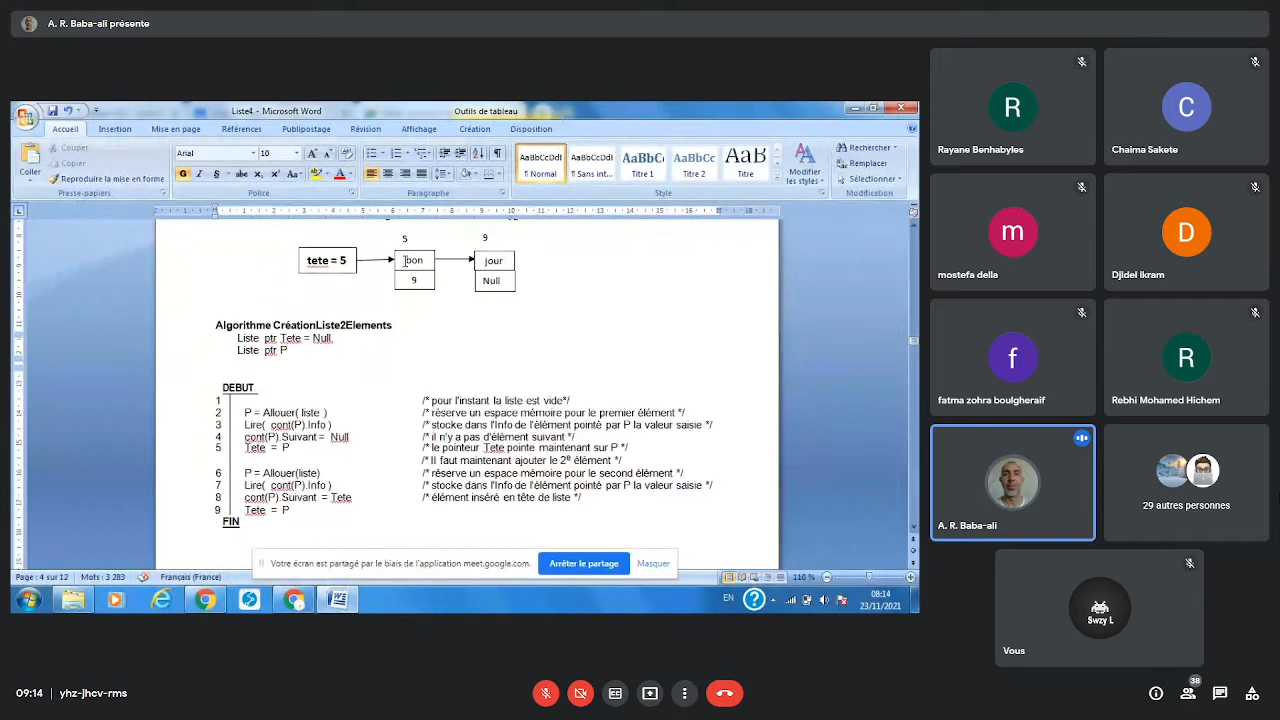 A. R. Baba-ali présente
Liste4 - Microsoft Word
Outils de tableau
Accueil Insertion Mise en page Références Publipostage Révision Affichage Création Disposition
Coller
Couper
Copier
Reproduire la mise en forme
Presse-papiers
Arial 10
G I S abc X₂ X² Aa
Police
Paragraphe
AaBbCcDdI AaBbCcDdI AaBbC AaBbCc AaB
¶ Normal ¶ Sans int... Titre 1 Titre 2 Titre
Style
Modifier les styles
Rechercher
Remplacer
Sélectionner
Modification
5 9
tete = 5 bon jour
9 Null
Algorithme CréationListe2Elements
Liste ptr Tete = Null,
Liste ptr P
DEBUT
1 /* pour l'instant la liste est vide*/
2 P = Allouer( liste ) /* réserve un espace mémoire pour le premier élément */
3 Lire( cont(P).Info ) /* stocke dans l'Info de l'élément pointé par P la valeur saisie */
4 cont(P).Suivant = Null /* il n'y a pas d'élément suivant */
5 Tete = P /* le pointeur Tete pointe maintenant sur P */
/* Il faut maintenant ajouter le 2e élément */
6 P = Allouer(liste) /* réserve un espace mémoire pour le second élément */
7 Lire( cont(P).Info ) /* stocke dans l'Info de l'élément pointé par P la valeur saisie */
8 cont(P).Suivant = Tete /* élément inséré en tête de liste */
9 Tete = P
FIN
Votre écran est partagé par le biais de l'application meet.google.com. Arrêter le partage Masquer
Page : 4 sur 12 Mots : 3 283 Français (France) 110 %
EN 08:14
23/11/2021
R
Rayane Benhabyles
C
Chaima Sakete
m
mostefa della
D
Djidel Ikram
f
fatma zohra boulgheraif
R
Rebhi Mohamed Hichem
A. R. Baba-ali
29 autres personnes
Swzy L
Vous
09:14 yhz-jhcv-rms
38